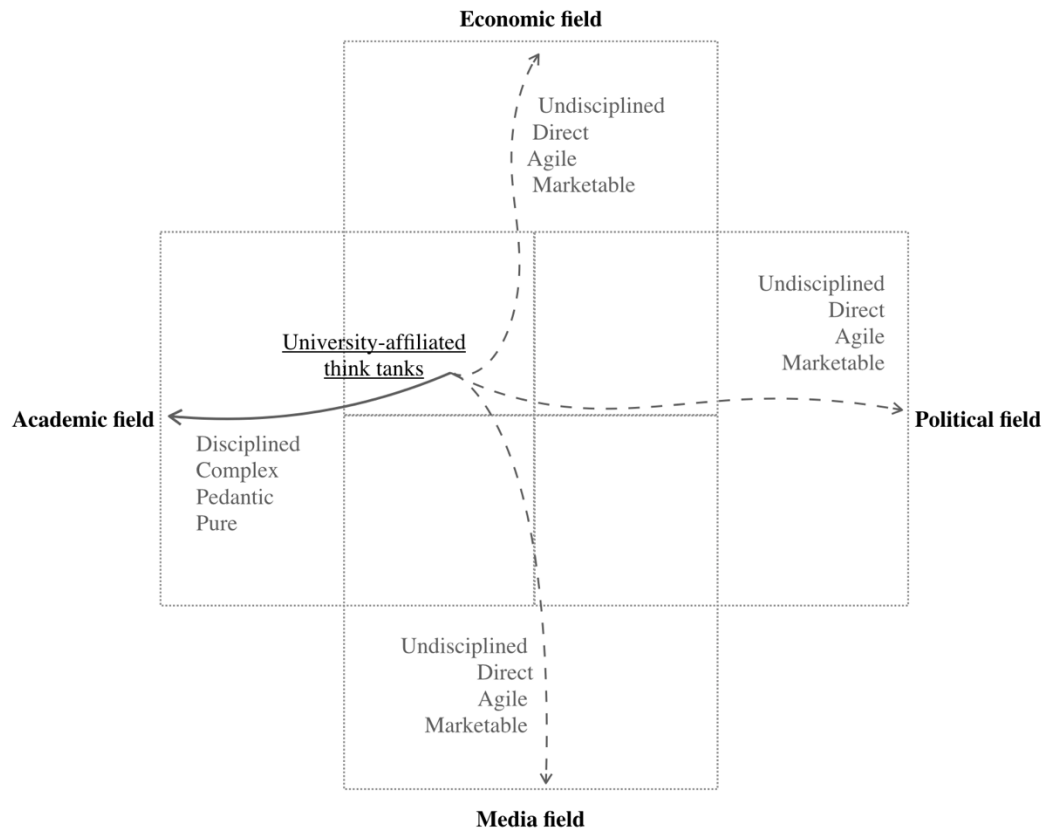 Economic field
Undisciplined
Direct
Agile
Marketable
Undisciplined
Direct
Agile
Marketable
University-affiliated
think tanks
Academic field
Political field
Disciplined
Complex
Pedantic
Pure
Undisciplined
Direct
Agile
Marketable
Media field